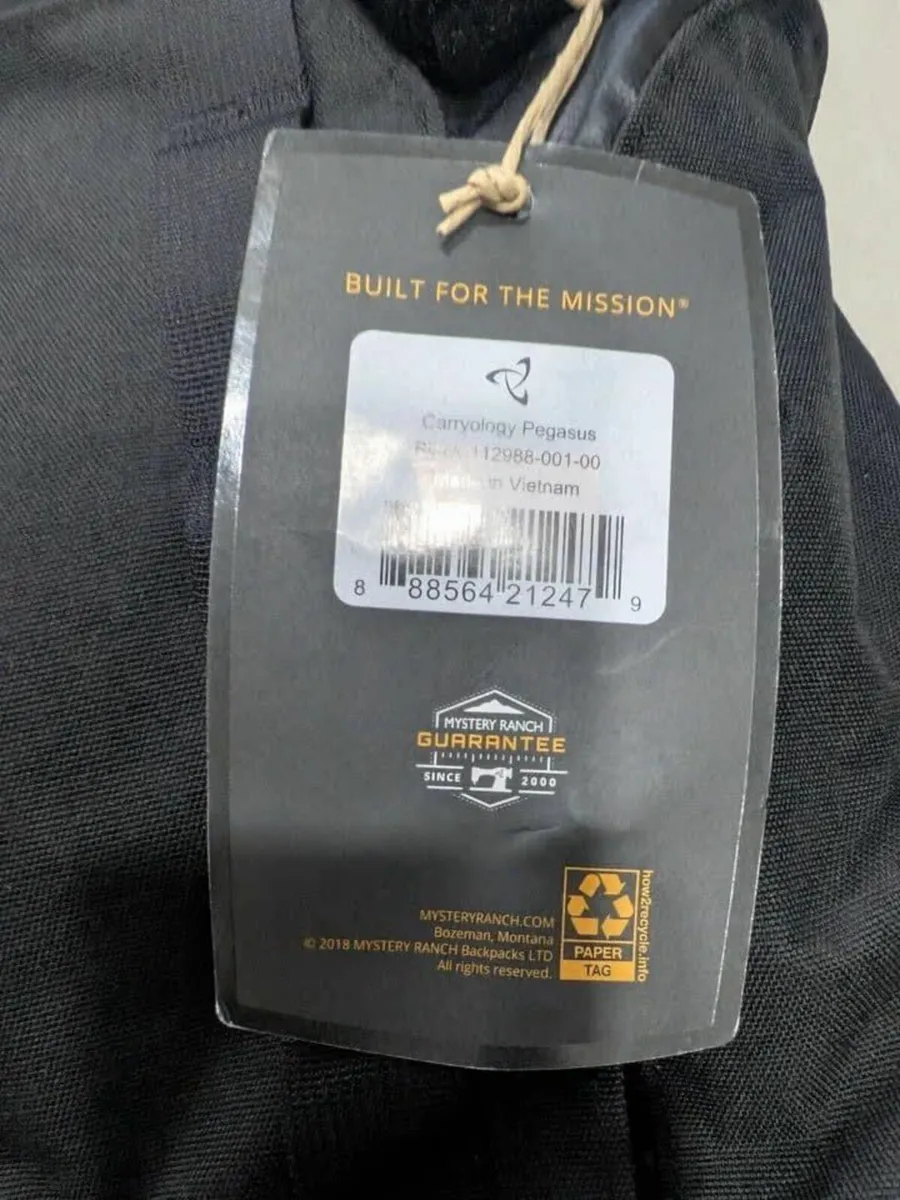 BUILT FOR THE MISSION®
Carryology Pegasus
112988-001-00
in Vietnam
8 88564 21247 9
MYSTERY RANCH
GUARANTEE
SINCE 2000
MYSTERYRANCH.COM
Bozeman, Montana
© 2018 MYSTERY RANCH Backpacks LTD
All rights reserved.
PAPER
TAG
how2recycle.info